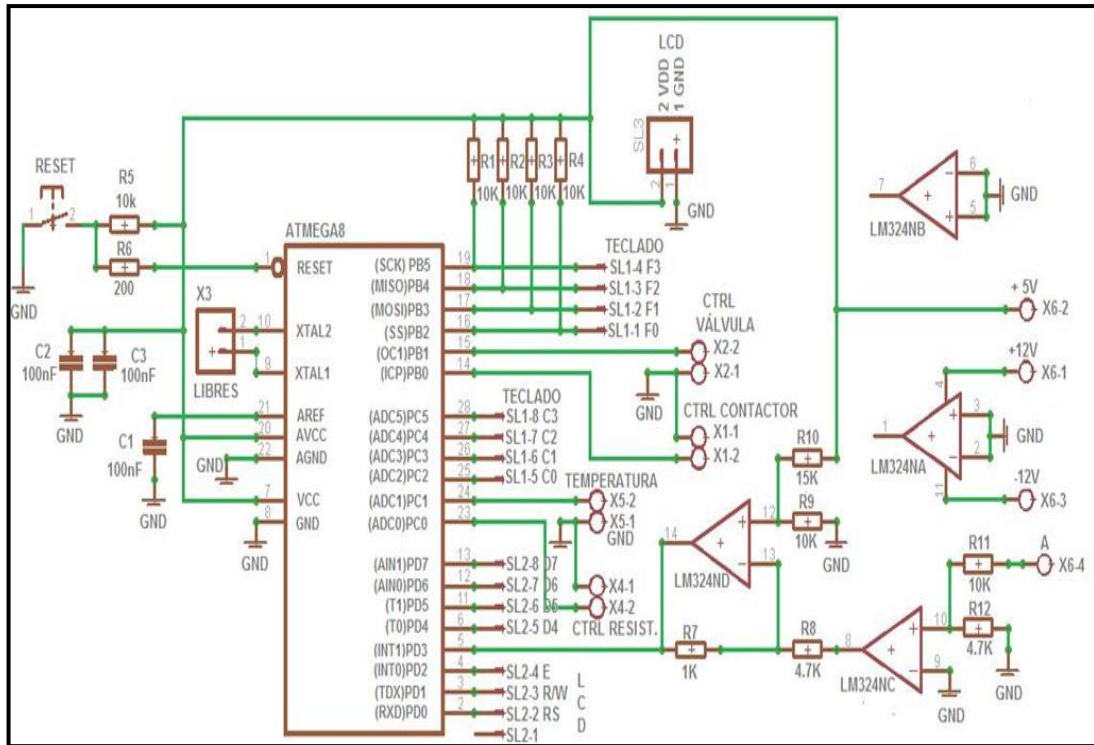 LCD
2 VDD
1 GND
SL3
2
1
GND
RESET
1
2
GND
R5
10k
R6
200
R1
10K
R2
10K
R3
10K
R4
10K
ATMEGA8
1
RESET
X3
2
1
LIBRES
10
XTAL2
9
XTAL1
C2
100nF
C3
100nF
GND
21
AREF
20
AVCC
22
AGND
GND
C1
100nF
GND
7
VCC
8
GND
GND
(SCK) PB5
19
(MISO)PB4
18
(MOSI)PB3
17
(SS)PB2
16
(OC1)PB1
15
(ICP)PB0
14
(ADC5)PC5
28
(ADC4)PC4
27
(ADC3)PC3
26
(ADC2)PC2
25
(ADC1)PC1
24
(ADC0)PC0
23
(AIN1)PD7
13
(AIN0)PD6
12
(T1)PD5
11
(T0)PD4
6
(INT1)PD3
5
(INT0)PD2
4
(TDX)PD1
3
(RXD)PD0
2
TECLADO
SL1-4 F3
SL1-3 F2
SL1-2 F1
SL1-1 F0
CTRL
VÁLVULA
X2-2
X2-1
GND
CTRL CONTACTOR
X1-1
X1-2
TECLADO
SL1-8 C3
SL1-7 C2
SL1-6 C1
SL1-5 C0
TEMPERATURA
X5-2
X5-1
GND
X4-1
X4-2
CTRL RESIST.
SL2-8 D7
SL2-7 D6
SL2-6 D5
SL2-5 D4
SL2-4 E
SL2-3 R/W
SL2-2 RS
SL2-1
L
C
D
R10
15K
R9
10K
GND
12
13
14
LM324ND
R7
1K
R8
4.7K
8
10
9
LM324NC
GND
R11
10K
R12
4.7K
GND
A
X6-4
7
6
5
LM324NB
GND
+ 5V
X6-2
+12V
X6-1
4
3
2
1
11
LM324NA
GND
-12V
X6-3